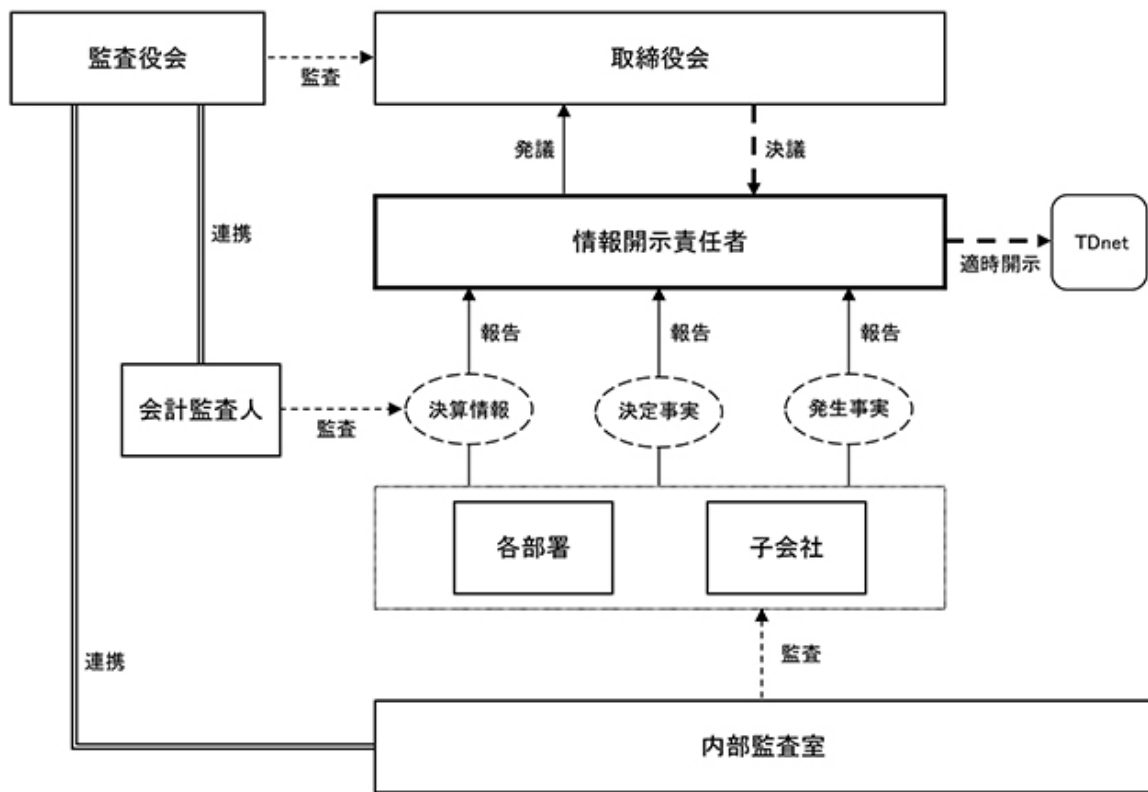 監査役会
監査
取締役会
発議
決議
連携
情報開示責任者
適時開示
TDnet
報告
報告
報告
会計監査人
監査
決算情報
決定事実
発生事実
各部署
子会社
連携
監査
内部監査室